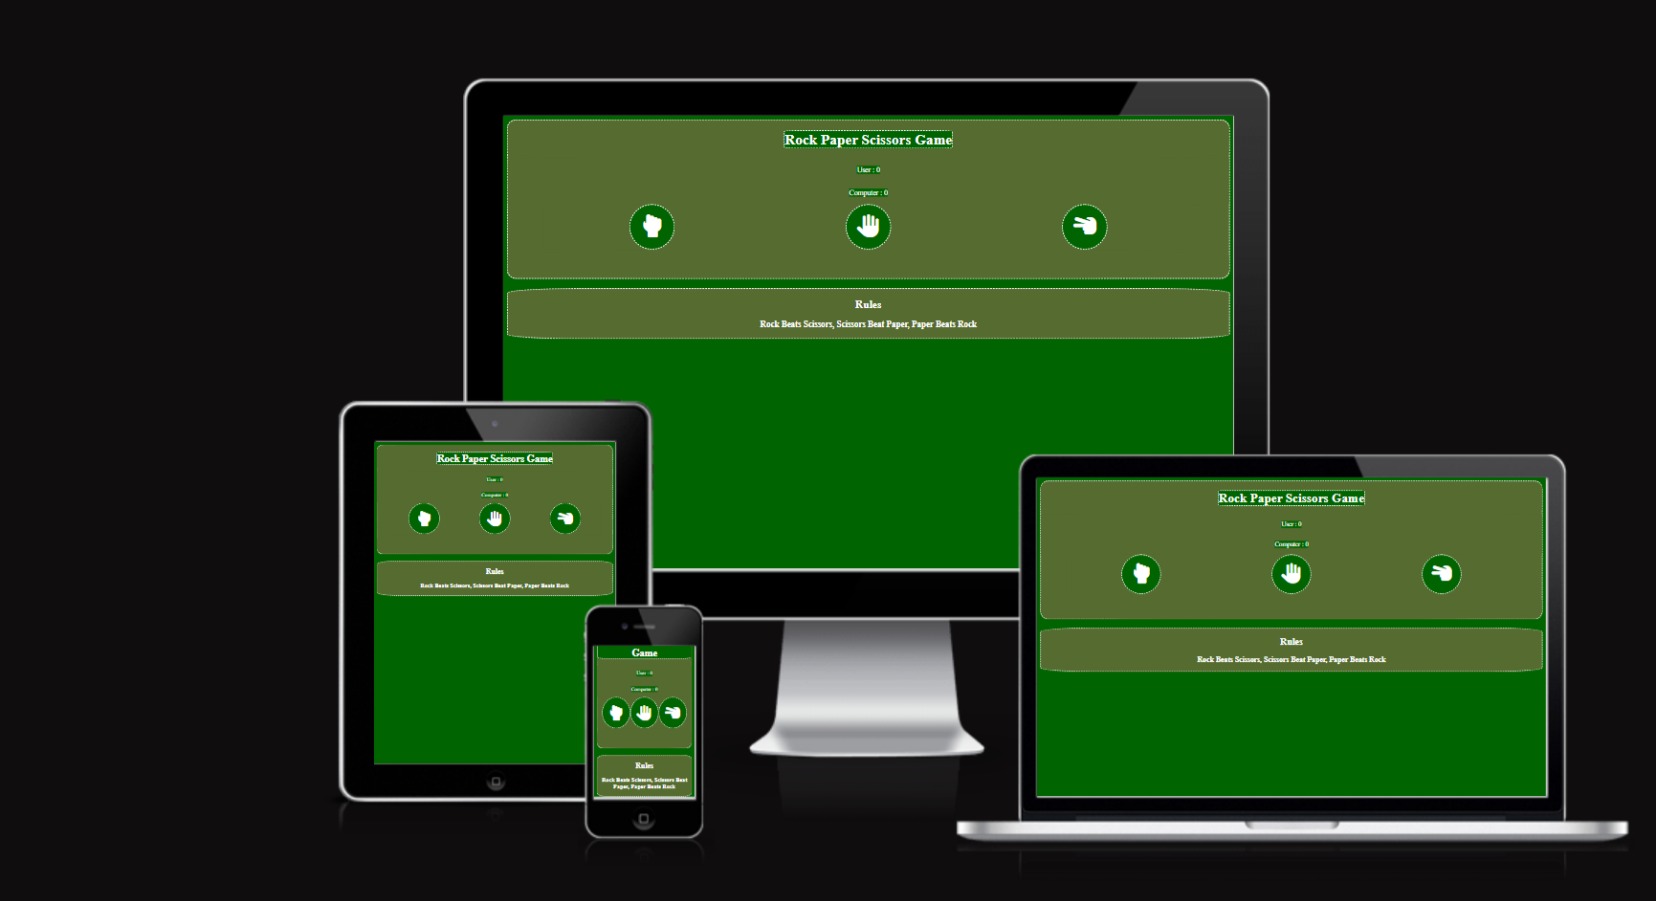 Rock Paper Scissors Game
User : 0
Computer : 0
Rules
Rock Beats Scissors, Scissors Beat Paper, Paper Beats Rock
Rock Paper Scissors Game
User : 0
Computer : 0
Rules
Rock Beats Scissors, Scissors Beat Paper, Paper Beats Rock
Game
User : 0
Computer : 0
Rules
Rock Beats Scissors, Scissors Beat
Paper, Paper Beats Rock
Rock Paper Scissors Game
User : 0
Computer : 0
Rules
Rock Beats Scissors, Scissors Beat Paper, Paper Beats Rock